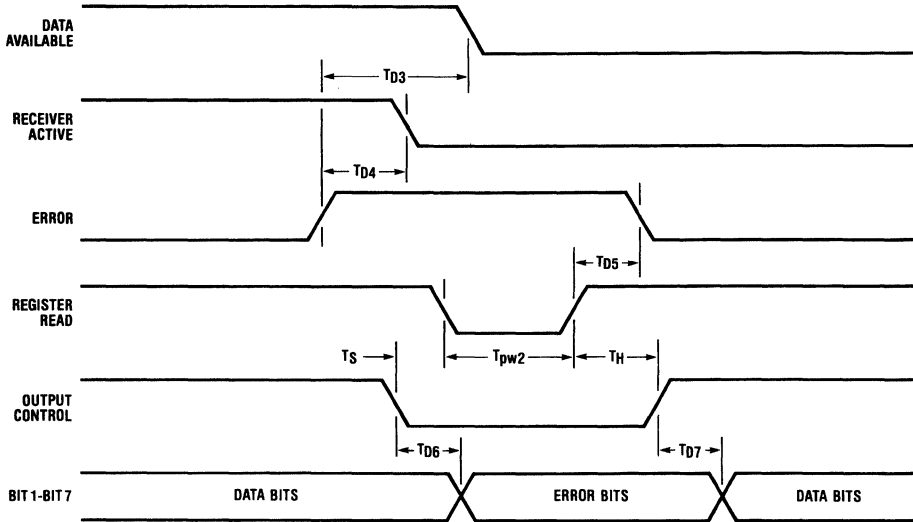 DATA
AVAILABLE
TD3
RECEIVER
ACTIVE
TD4
ERROR
TD5
REGISTER
READ
TS
Tpw2
TH
OUTPUT
CONTROL
TD6
TD7
BIT 1-BIT 7
DATA BITS
ERROR BITS
DATA BITS